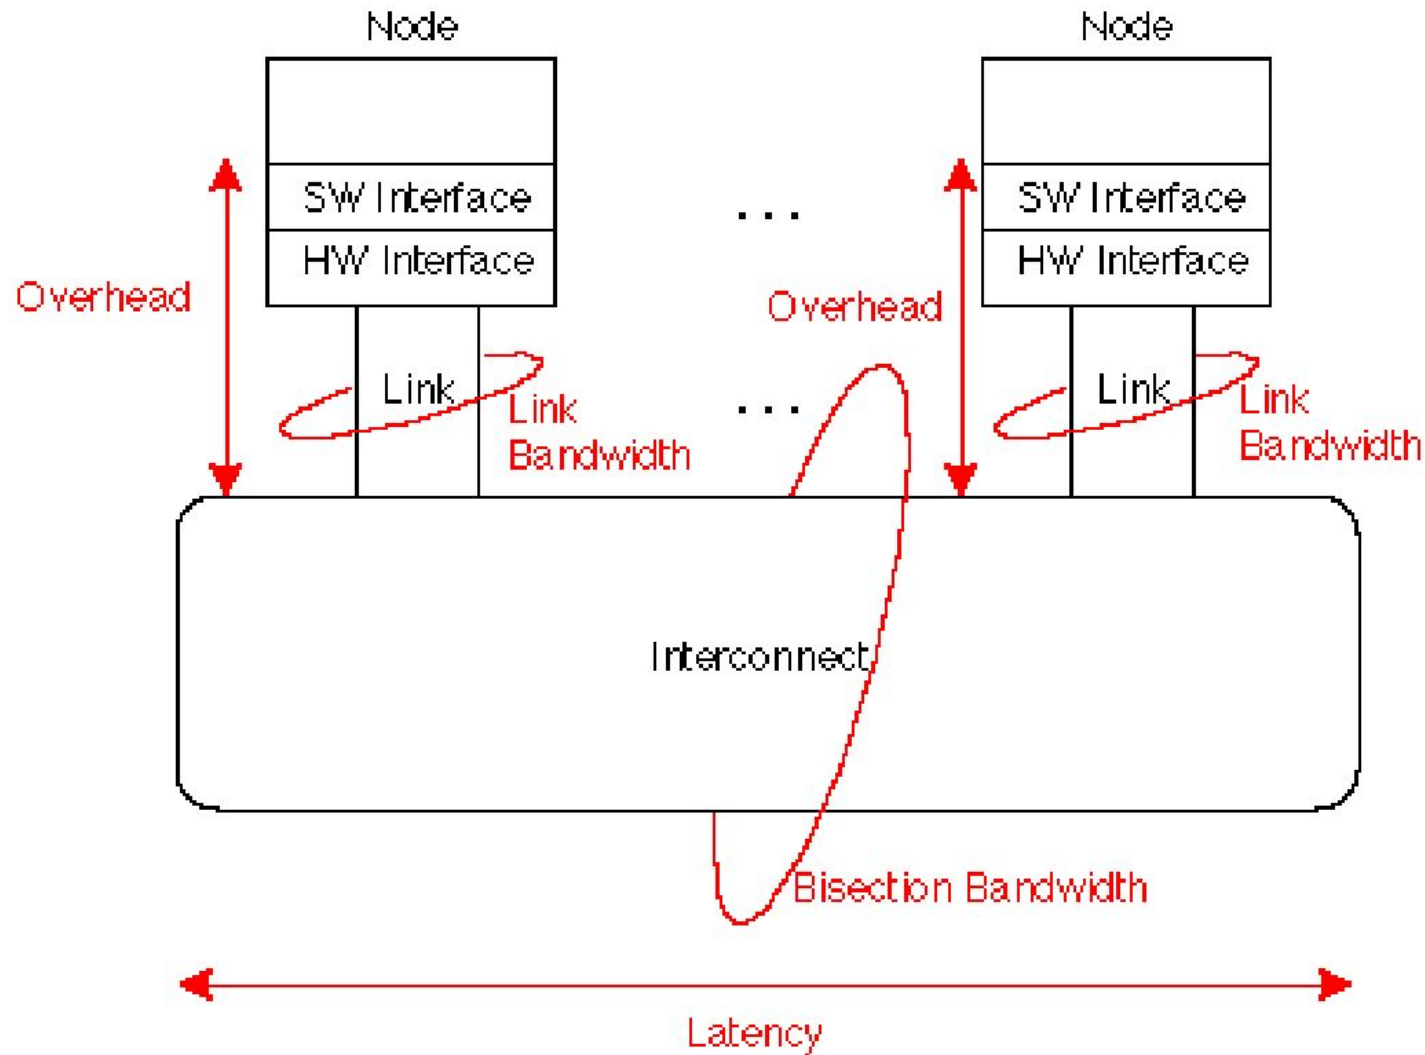 Node
Node
SW Interface
HW Interface
SW Interface
HW Interface
...
Overhead
Overhead
Link
Link
Bandwidth
...
Link
Link
Bandwidth
Interconnect
Bisection Bandwidth
Latency